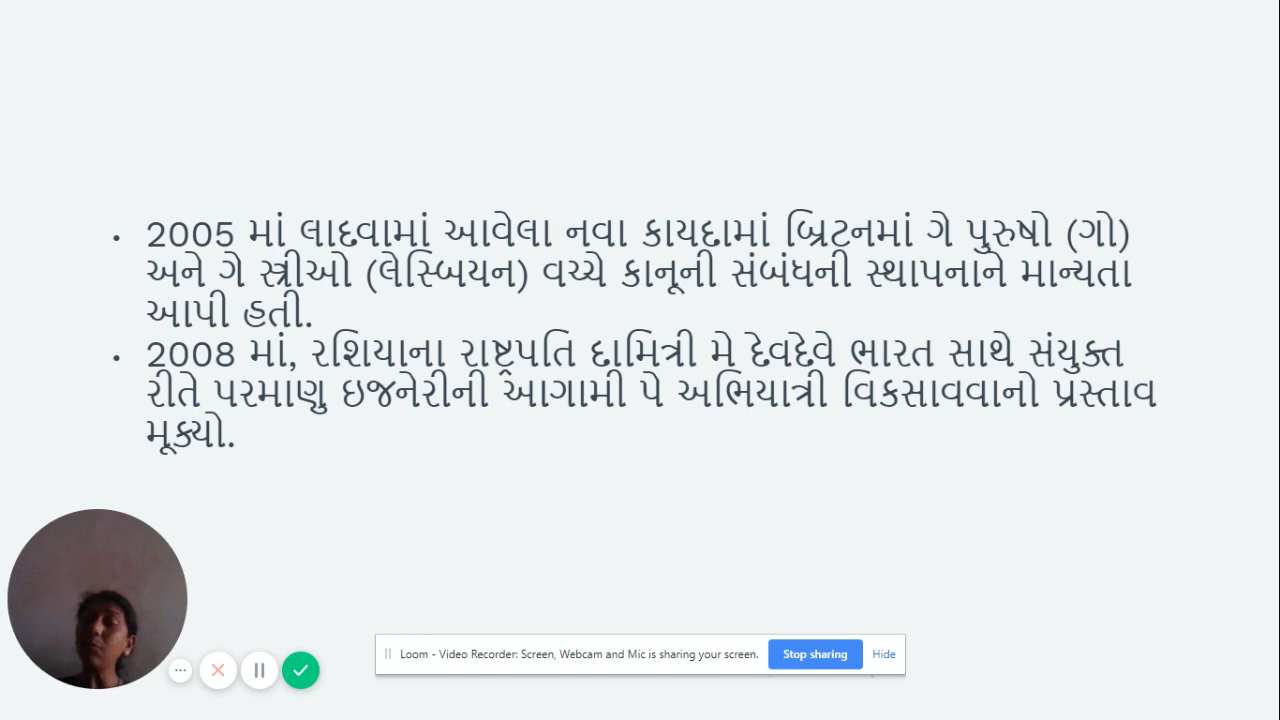 • 2005 માં લાદવામાં આવેલા નવા કાયદામાં બ્રિટનમાં ગે પુરુષો (ગો)
અને ગે સ્ત્રીઓ (લેસ્બિયન) વચ્ચે કાનૂની સંબંધની સ્થાપનાને માન્યતા
આપી હતી.
• 2008 માં, રશિયાના રાષ્ટ્રપતિ દામિત્રી મે દેવદેવે ભારત સાથે સંયુક્ત
રીતે પરમાણુ ઇજનેરીની આગામી પે અભિયાત્રી વિકસાવવાનો પ્રસ્તાવ
મૂક્યો.
Loom - Video Recorder: Screen, Webcam and Mic is sharing your screen. Stop sharing Hide